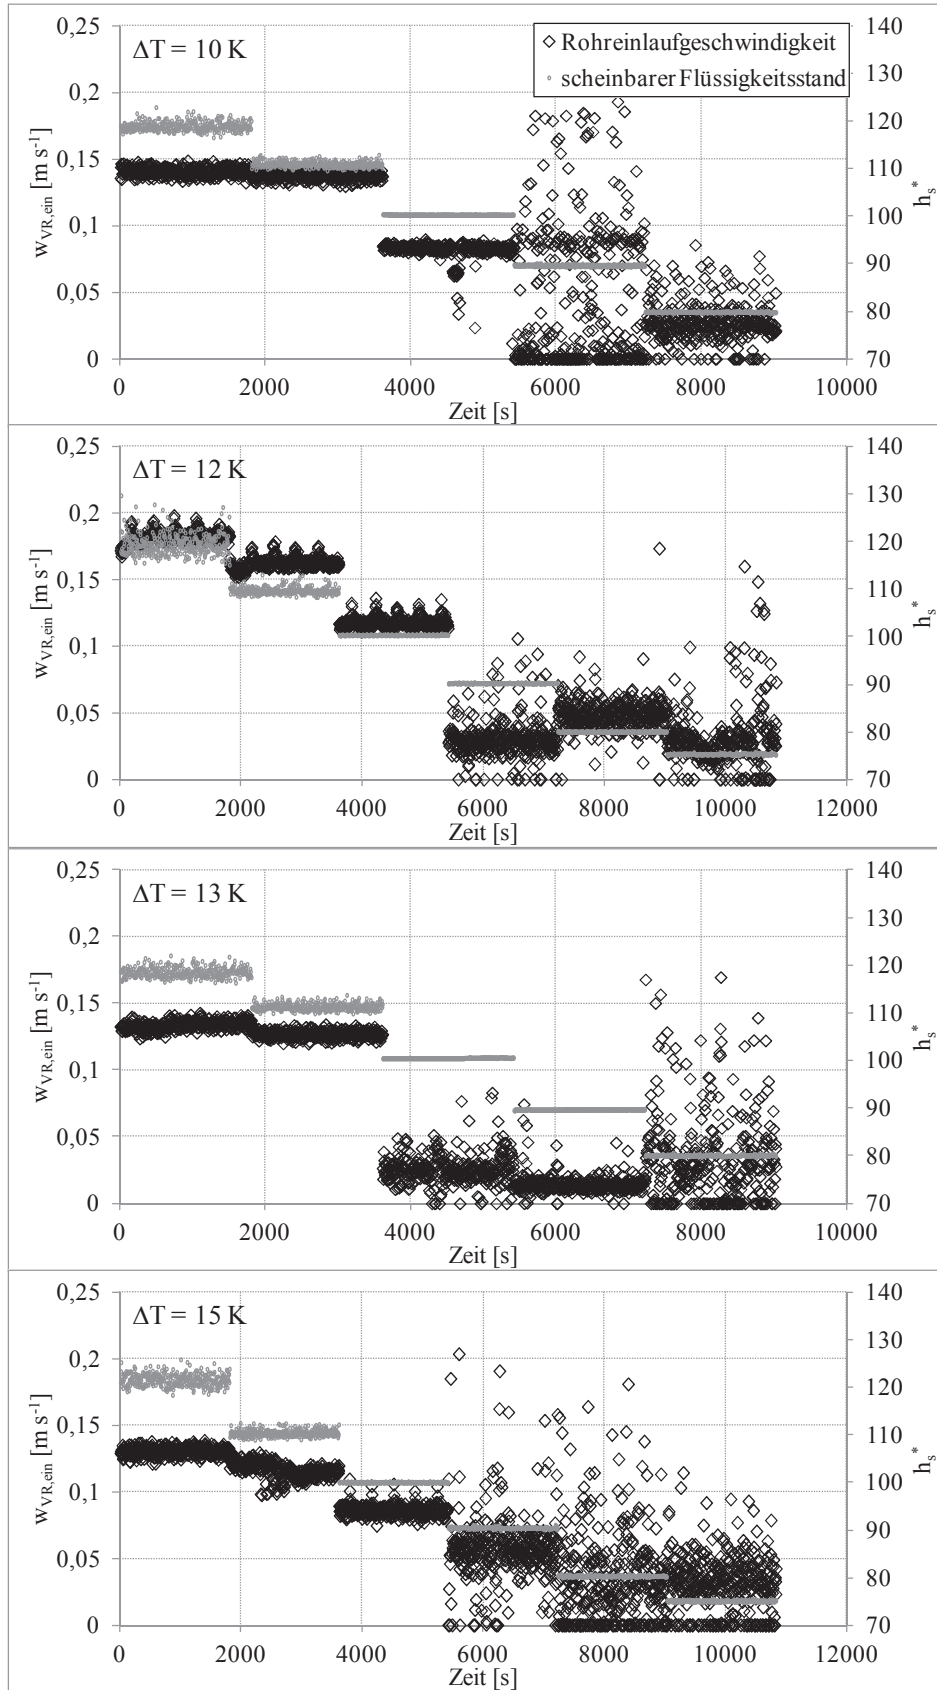 ΔT = 10 K
◇ Rohreinlaufgeschwindigkeit
scheinbarer Flüssigkeitsstand
w_VR,ein [m s⁻¹]
0,25
0,2
0,15
0,1
0,05
0
140
130
120
110
100
90
80
70
h_s*
0 2000 4000 6000 8000 10000
Zeit [s]
ΔT = 12 K
w_VR,ein [m s⁻¹]
0,25
0,2
0,15
0,1
0,05
0
140
130
120
110
100
90
80
70
h_s*
0 2000 4000 6000 8000 10000 12000
Zeit [s]
ΔT = 13 K
w_VR,ein [m s⁻¹]
0,25
0,2
0,15
0,1
0,05
0
140
130
120
110
100
90
80
70
h_s*
0 2000 4000 6000 8000 10000
Zeit [s]
ΔT = 15 K
w_VR,ein [m s⁻¹]
0,25
0,2
0,15
0,1
0,05
0
140
130
120
110
100
90
80
70
h_s*
0 2000 4000 6000 8000 10000 12000
Zeit [s]